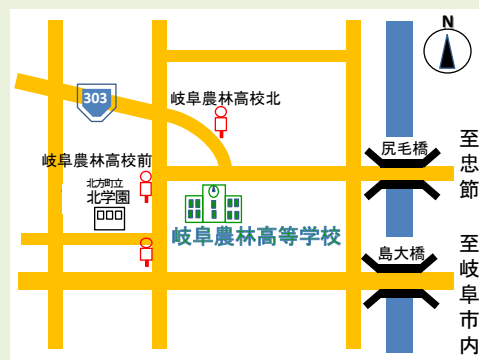 N
303
岐阜農林高校北
尻毛橋
至忠節
岐阜農林高校前
北方町立
北学園
岐阜農林高等学校
島大橋
至岐阜市内